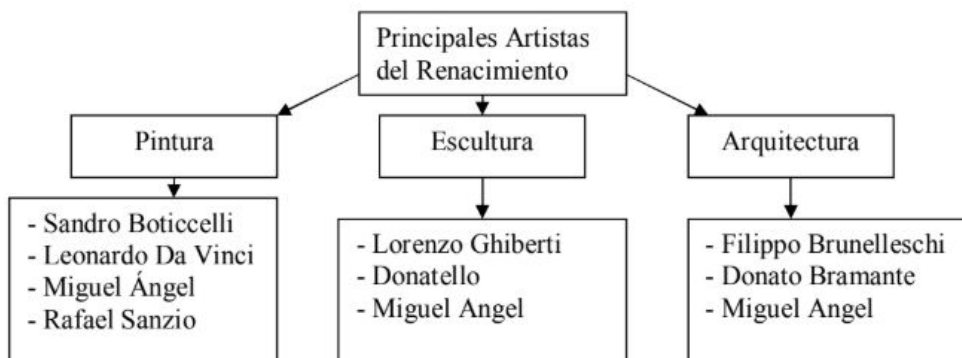 Principales Artistas
del Renacimiento
Pintura
Escultura
Arquitectura
- Sandro Boticcelli
- Leonardo Da Vinci
- Miguel Ángel
- Rafael Sanzio
- Lorenzo Ghiberti
- Donatello
- Miguel Angel
- Filippo Brunelleschi
- Donato Bramante
- Miguel Angel